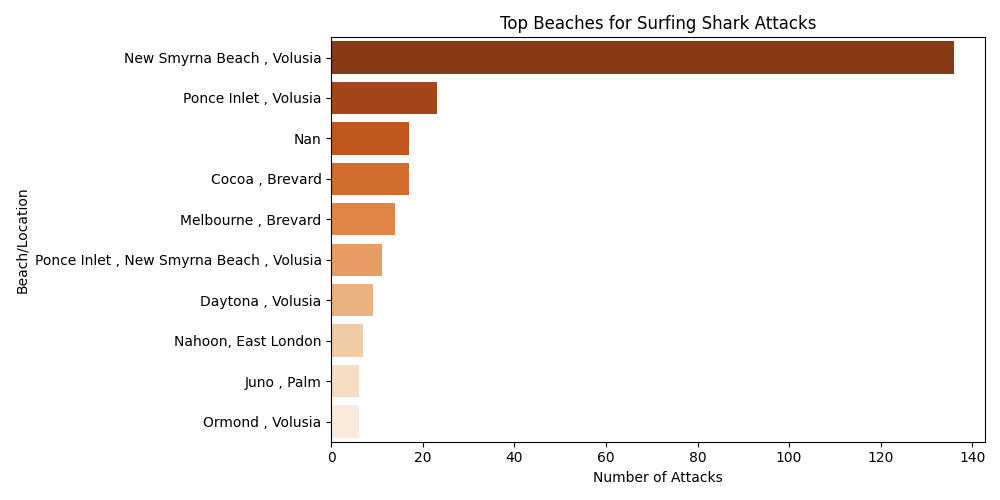 Top Beaches for Surfing Shark Attacks
Beach/Location
New Smyrna Beach , Volusia
Ponce Inlet , Volusia
Nan
Cocoa , Brevard
Melbourne , Brevard
Ponce Inlet , New Smyrna Beach , Volusia
Daytona , Volusia
Nahoon, East London
Juno , Palm
Ormond , Volusia
0 20 40 60 80 100 120 140
Number of Attacks